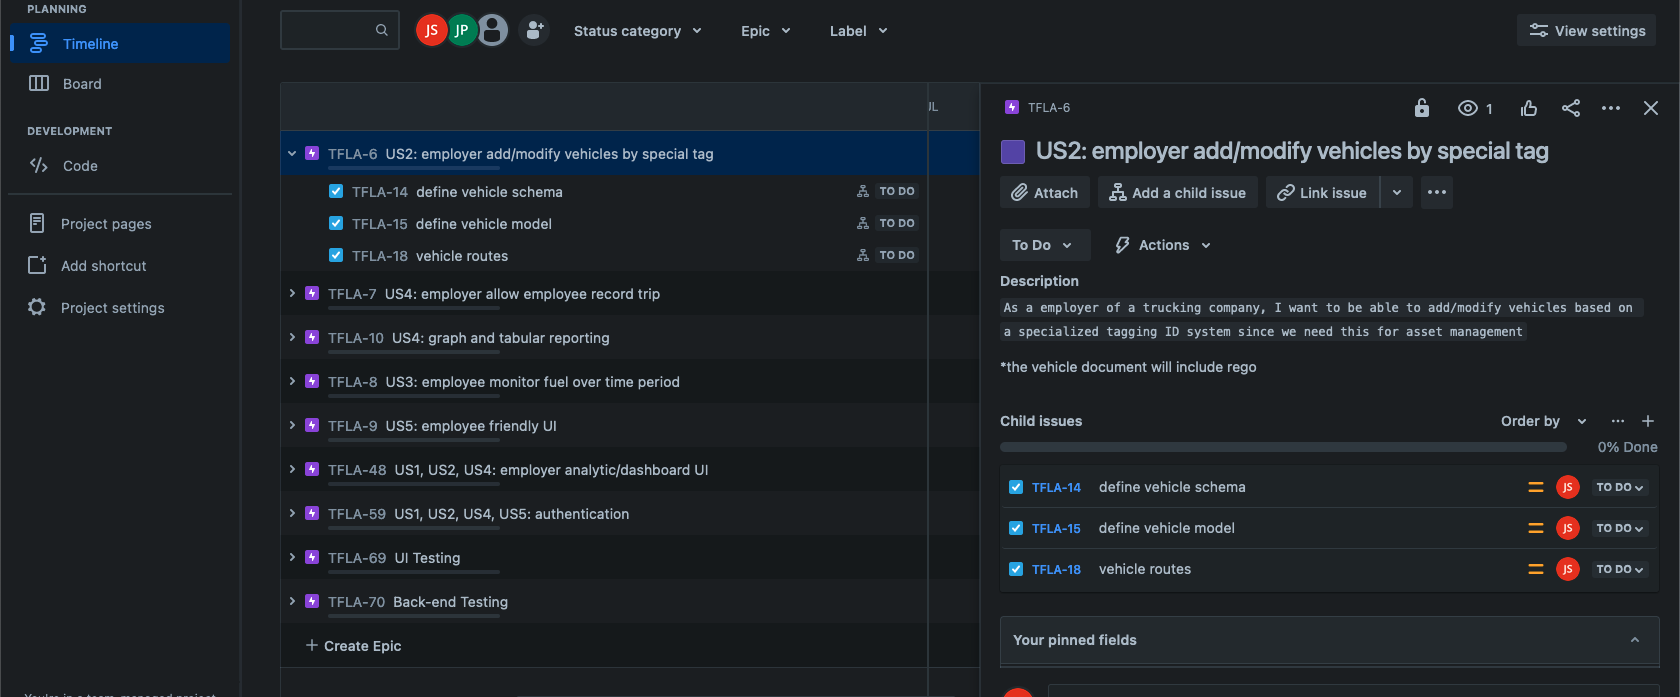 PLANNING
Timeline
Board
DEVELOPMENT
Code
Project pages
Add shortcut
Project settings
You're in a team-managed project
JS
JP
Status category
Epic
Label
View settings
UL
TFLA-6 US2: employer add/modify vehicles by special tag
TFLA-14 define vehicle schema TO DO
TFLA-15 define vehicle model TO DO
TFLA-18 vehicle routes TO DO
TFLA-7 US4: employer allow employee record trip
TFLA-10 US4: graph and tabular reporting
TFLA-8 US3: employee monitor fuel over time period
TFLA-9 US5: employee friendly UI
TFLA-48 US1, US2, US4: employer analytic/dashboard UI
TFLA-59 US1, US2, US4, US5: authentication
TFLA-69 UI Testing
TFLA-70 Back-end Testing
Create Epic
TFLA-6
1
US2: employer add/modify vehicles by special tag
Attach
Add a child issue
Link issue
To Do
Actions
Description
As a employer of a trucking company, I want to be able to add/modify vehicles based on
a specialized tagging ID system since we need this for asset management
*the vehicle document will include rego
Child issues
Order by
0% Done
TFLA-14 define vehicle schema JS TO DO
TFLA-15 define vehicle model JS TO DO
TFLA-18 vehicle routes JS TO DO
Your pinned fields